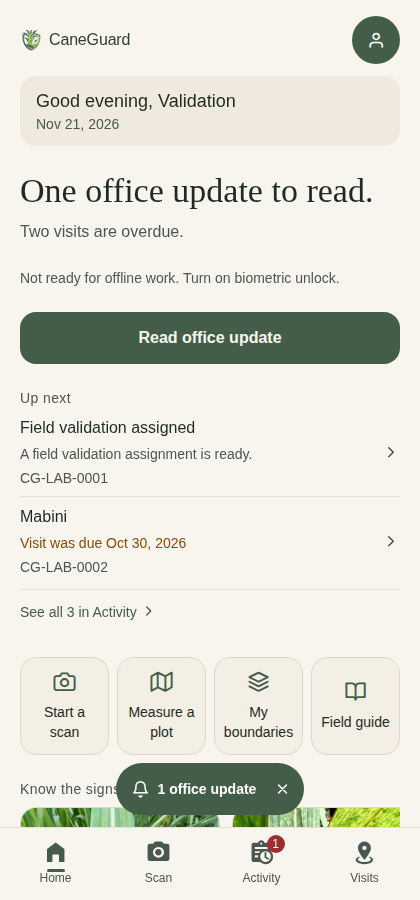 CaneGuard
Good evening, Validation
Nov 21, 2026
One office update to read.
Two visits are overdue.
Not ready for offline work. Turn on biometric unlock.
Read office update
Up next
Field validation assigned
A field validation assignment is ready.
CG-LAB-0001
Mabini
Visit was due Oct 30, 2026
CG-LAB-0002
See all 3 in Activity
Start a
scan
Measure a
plot
My
boundaries
Field guide
Know the signs
1 office update
1
Home
Scan
Activity
Visits